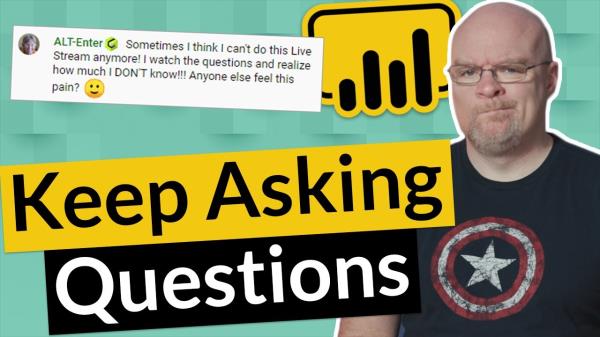 ALT-Enter Sometimes I think I can't do this Live
Stream anymore! I watch the questions and realize
how much I DON'T know!!! Anyone else feel this
pain? 🙂
Keep Asking
Questions